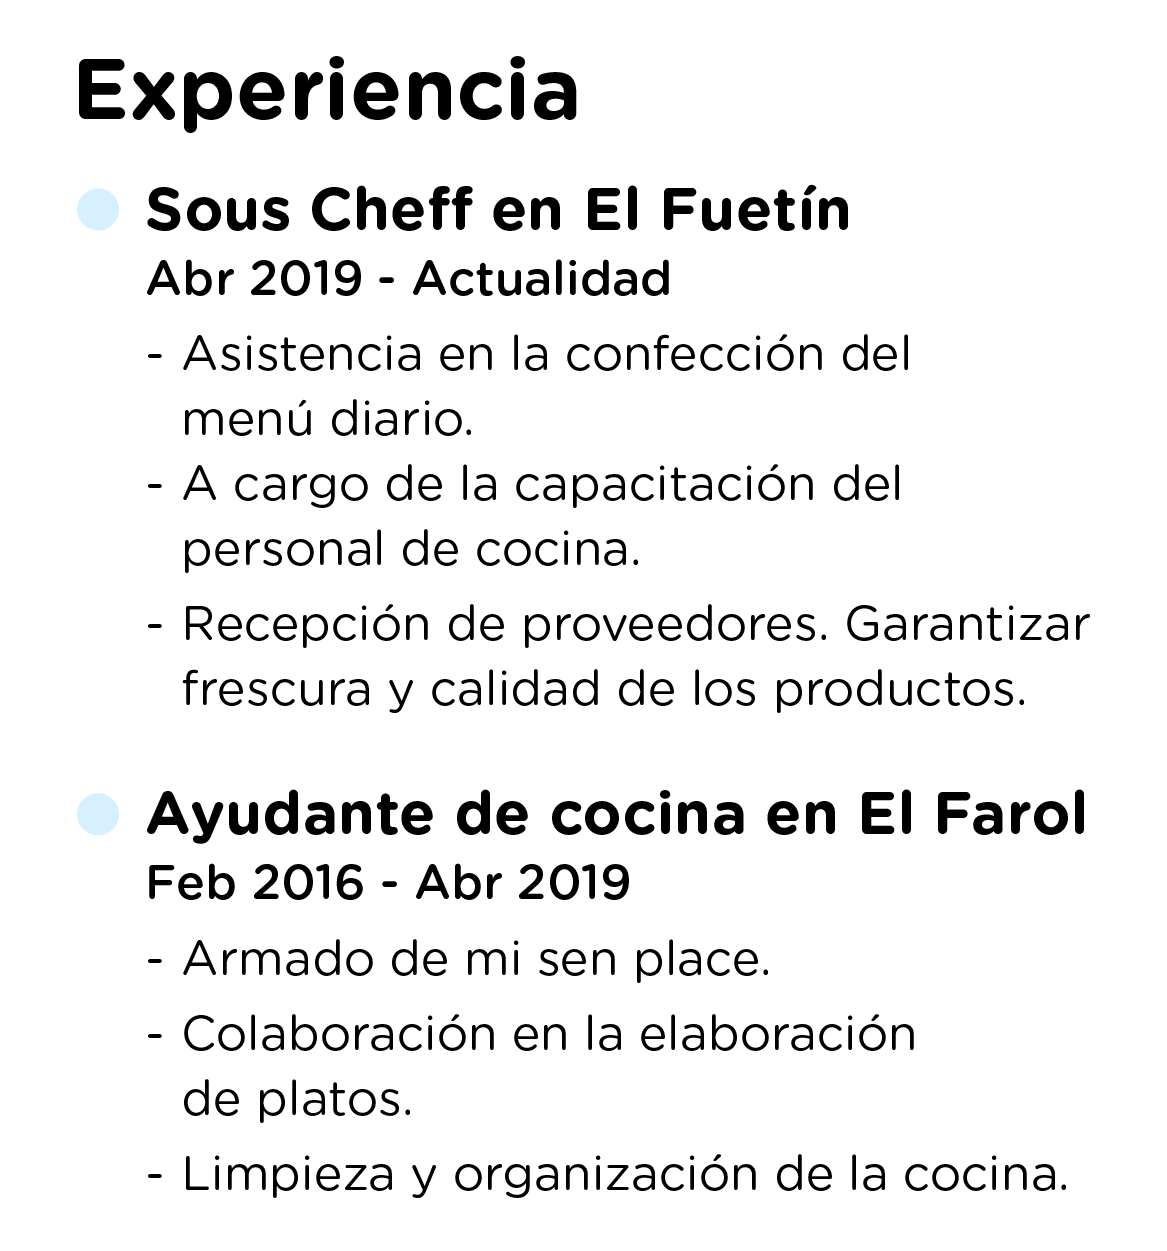 Experiencia
Sous Cheff en El Fuetín
Abr 2019 - Actualidad
- Asistencia en la confección del
menú diario.
- A cargo de la capacitación del
personal de cocina.
- Recepción de proveedores. Garantizar
frescura y calidad de los productos.
Ayudante de cocina en El Farol
Feb 2016 - Abr 2019
- Armado de mi sen place.
- Colaboración en la elaboración
de platos.
- Limpieza y organización de la cocina.